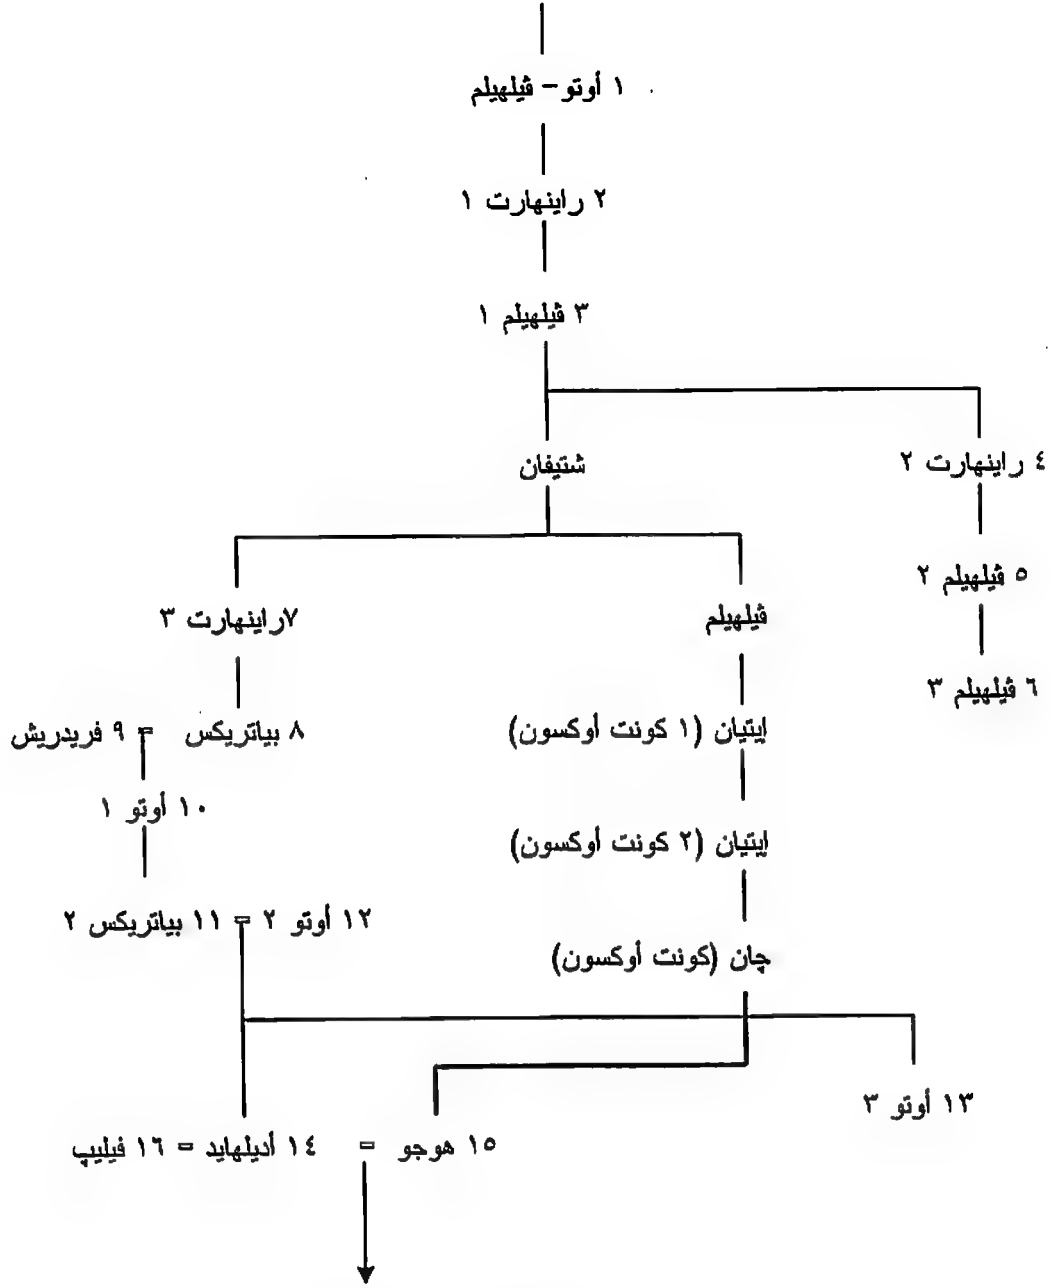 ١ أوتو – ڤيلهيلم
٢ راينهارت ١
٣ ڤيلهيلم ١
٤ راينهارت ٢
شتيفان
٥ ڤيلهيلم ٢
ڤيلهيلم
٧راينهارت ٣
٦ ڤيلهيلم ٣
إيتيان (١ كونت أوكسون)
٨ بياتريكس = ٩ فريدريش
١٠ أوتو ١
إيتيان (٢ كونت أوكسون)
١٢ أوتو ٢ = ١١ بياتريكس ٢
چان (كونت أوكسون)
١٣ أوتو ٣
١٥ هوجو = ١٤ أديلهايد = ١٦ فيليپ